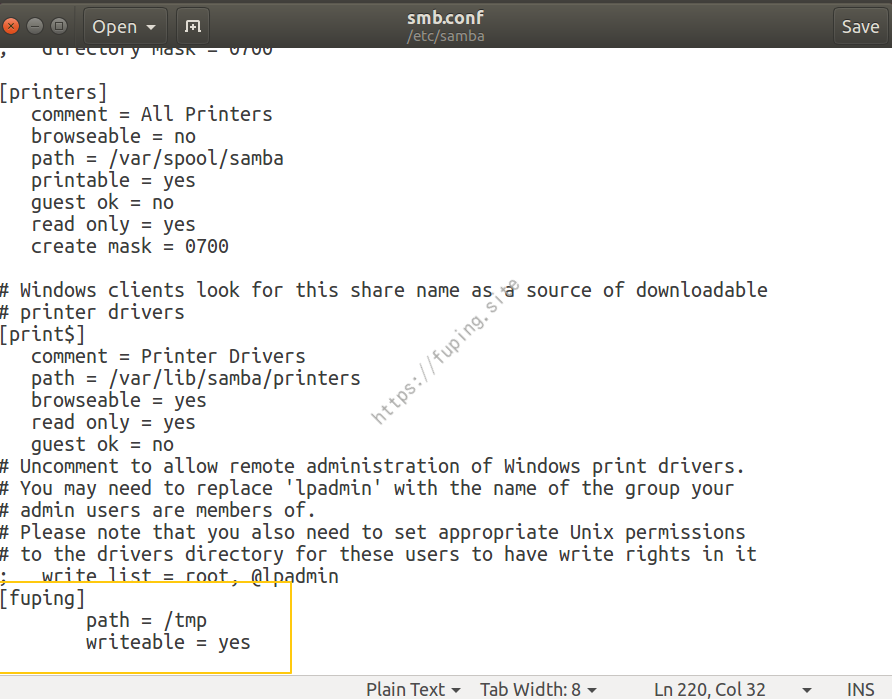 Open
smb.conf
/etc/samba
Save
;   directory mask = 0700
[printers]
   comment = All Printers
   browseable = no
   path = /var/spool/samba
   printable = yes
   guest ok = no
   read only = yes
   create mask = 0700
# Windows clients look for this share name as a source of downloadable
# printer drivers
[print$]
   comment = Printer Drivers
   path = /var/lib/samba/printers
   browseable = yes
   read only = yes
   guest ok = no
# Uncomment to allow remote administration of Windows print drivers.
# You may need to replace 'lpadmin' with the name of the group your
# admin users are members of.
# Please note that you also need to set appropriate Unix permissions
# to the drivers directory for these users to have write rights in it
;   write list = root, @lpadmin
[fuping]
        path = /tmp
        writeable = yes
https://fuping.site
Plain Text
Tab Width: 8
Ln 220, Col 32
INS